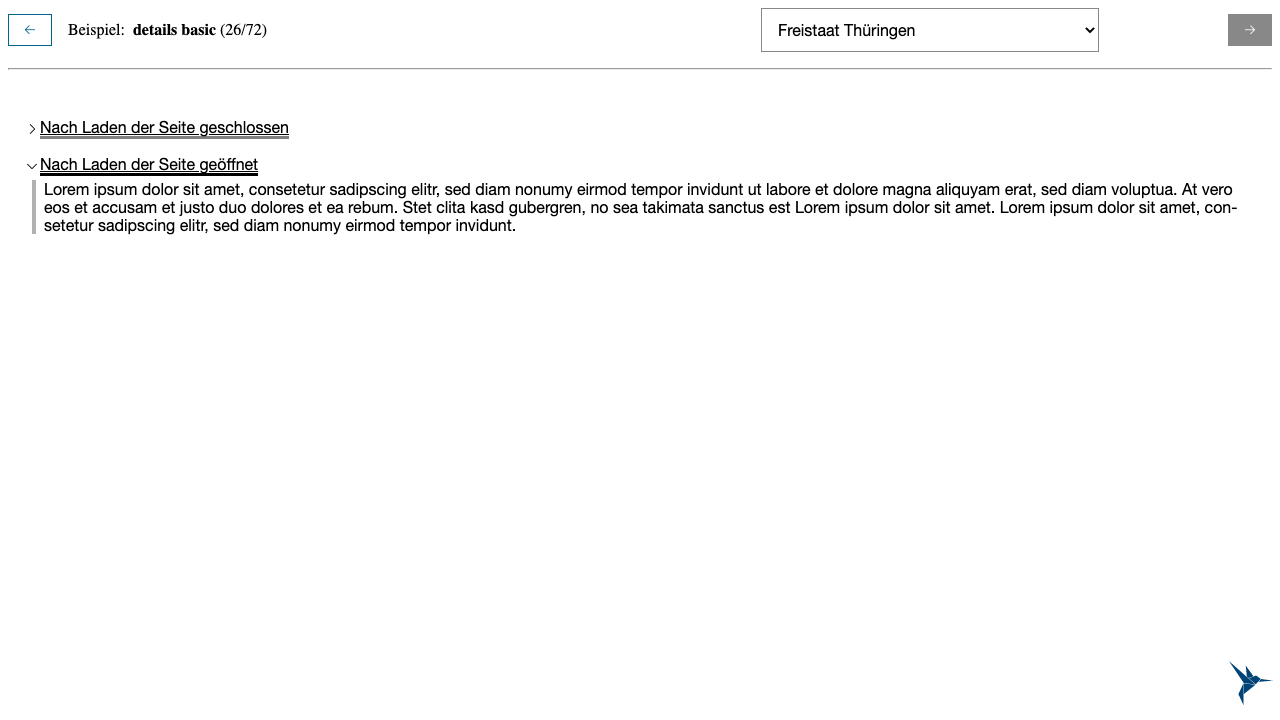 Beispiel: details basic (26/72)
Freistaat Thüringen
Nach Laden der Seite geschlossen
Nach Laden der Seite geöffnet
Lorem ipsum dolor sit amet, consetetur sadipscing elitr, sed diam nonumy eirmod tempor invidunt ut labore et dolore magna aliquyam erat, sed diam voluptua. At vero
eos et accusam et justo duo dolores et ea rebum. Stet clita kasd gubergren, no sea takimata sanctus est Lorem ipsum dolor sit amet. Lorem ipsum dolor sit amet, con-
setetur sadipscing elitr, sed diam nonumy eirmod tempor invidunt.